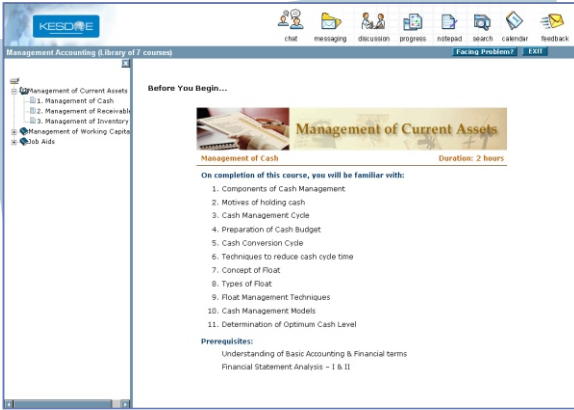 KESDEE
chat messaging discussion progress notepad search calendar feedback
Management Accounting (Library of 7 courses) Facing Problem? EXIT
Management of Current Assets
1. Management of Cash
2. Management of Receivable
3. Management of Inventory
Management of Working Capita
Job Aids
Before You Begin...
Management of Current Assets
Management of Cash Duration: 2 hours
On completion of this course, you will be familiar with:
1. Components of Cash Management
2. Motives of holding cash
3. Cash Management Cycle
4. Preparation of Cash Budget
5. Cash Conversion Cycle
6. Techniques to reduce cash cycle time
7. Concept of Float
8. Types of Float
9. Float Management Techniques
10. Cash Management Models
11. Determination of Optimum Cash Level
Prerequisites:
Understanding of Basic Accounting & Financial terms
Financial Statement Analysis – I & II